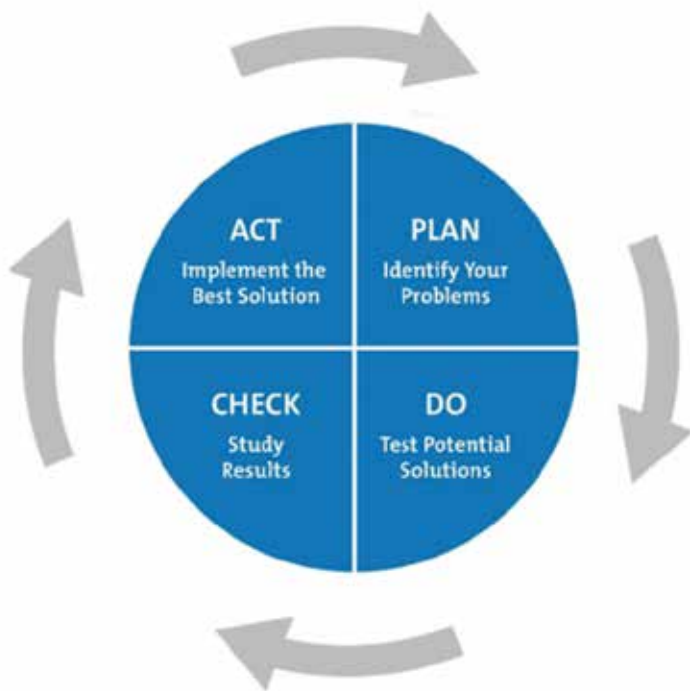 ACT
Implement the
Best Solution
PLAN
Identify Your
Problems
CHECK
Study
Results
DO
Test Potential
Solutions